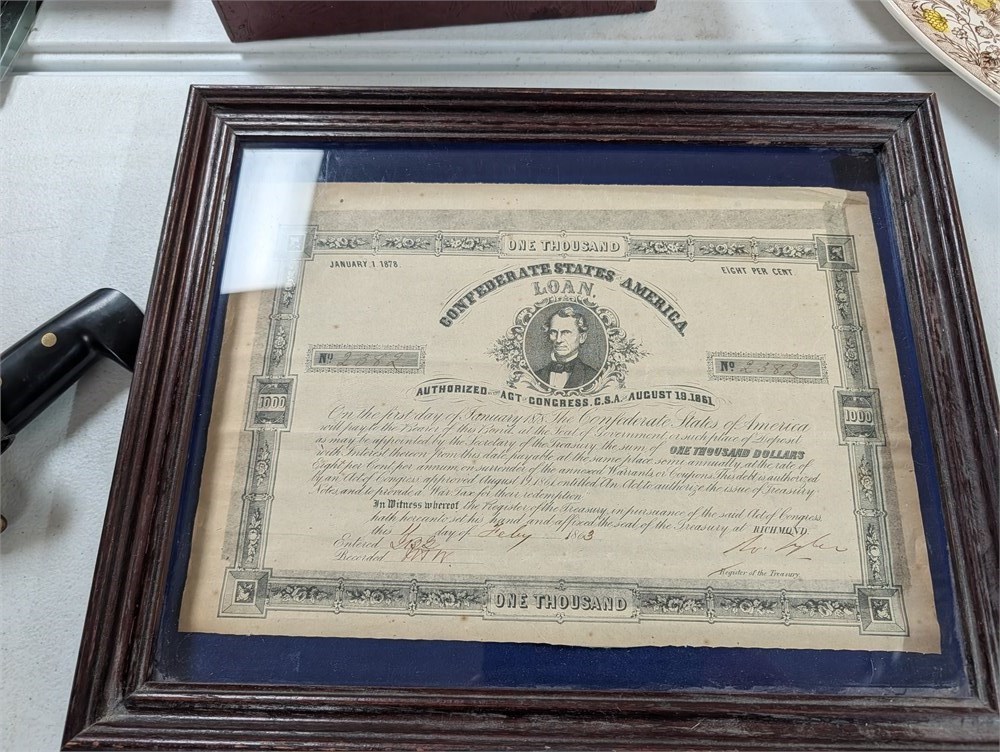 ONE THOUSAND
JANUARY 1. 1878.
EIGHT PER CENT.
CONFEDERATE STATES AMERICA
LOAN.
No 2382
No 2382
AUTHORIZED ACT CONGRESS. C.S.A. AUGUST 19. 1861.
1000
1000
On the first day of January 1878 The Confederate States of America
will pay to the Bearer of this Bond, at the Seat of Government, or such place of Deposit
as may be appointed by the Secretary of the Treasury, the sum of ONE THOUSAND DOLLARS
with Interest thereon from this date, payable at the same place semi annually, at the rate of
Eight per Cent, per annum, on surrender of the annexed Warrants, or Coupons. This debt is authorized
by an Act of Congress approved August 19, 1861, entitled An Act to authorize the issue of Treasury
Notes, and to provide a War Tax for their redemption.
In Witness whereof the Register of the Treasury, in pursuance of the said Act of Congress,
hath hereunto set his hand and affixed the Seal of the Treasury at RICHMOND,
this day of Feby 1863
Entered
Recorded
Ro. Tyler
Register of the Treasury.
ONE THOUSAND